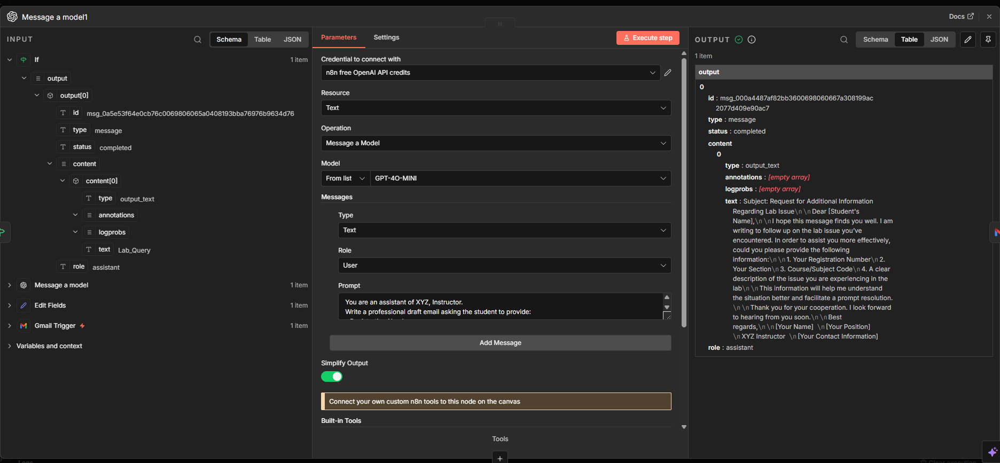 Message a model1
Docs
INPUT
Schema
Table
JSON
If
1 item
output
output[0]
id
msg_0a5e53f64e0cb76c0069806065a0408193bba76976b9634d76
type
message
status
completed
content
content[0]
type
output_text
annotations
logprobs
text
Lab_Query
role
assistant
Message a model
1 item
Edit Fields
1 item
Gmail Trigger
1 item
Variables and context
Parameters
Settings
Execute step
Credential to connect with
n8n free OpenAI API credits
Resource
Text
Operation
Message a Model
Model
From list
GPT-4O-MINI
Messages
Type
Text
Role
User
Prompt
You are an assistant of XYZ, Instructor.
Write a professional draft email asking the student to provide:
Add Message
Simplify Output
Connect your own custom n8n tools to this node on the canvas
Built-in Tools
Tools
OUTPUT
Schema
Table
JSON
1 item
output
0
id : msg_000a4487af82bb3600698060667a308199ac
2077d409e90ac7
type : message
status : completed
content
0
type : output_text
annotations : [empty array]
logprobs : [empty array]
text : Subject: Request for Additional Information
Regarding Lab Issue\n\nDear [Student's
Name],\n\nI hope this message finds you well. I am
writing to follow up on the lab issue you've
encountered. In order to assist you more effectively,
could you please provide the following
information:\n\n1. Your Registration Number\n2.
Your Section\n3. Course/Subject Code\n4. A clear
description of the issue you are experiencing in the
lab\n\nThis information will help me understand
the situation better and facilitate a prompt resolution.
\n\nThank you for your cooperation. I look forward
to hearing from you soon.\n\nBest
regards,\n\n[Your Name]  \n[Your Position]
\nXYZ Instructor  \n[Your Contact Information]
role : assistant